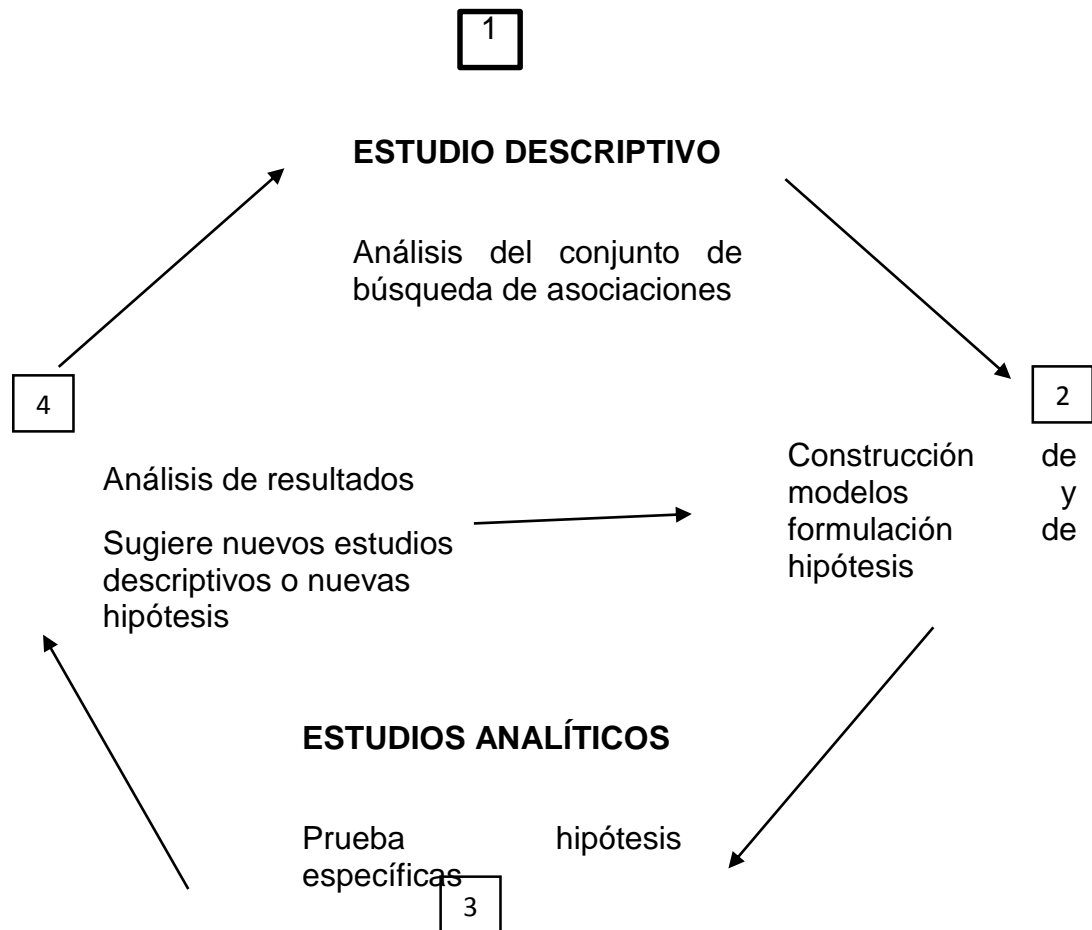 1
ESTUDIO DESCRIPTIVO
Análisis del conjunto de
búsqueda de asociaciones
2
Construcción de
modelos y
formulación de
hipótesis
ESTUDIOS ANALÍTICOS
Prueba hipótesis
específicas
3
4
Análisis de resultados
Sugiere nuevos estudios
descriptivos o nuevas
hipótesis